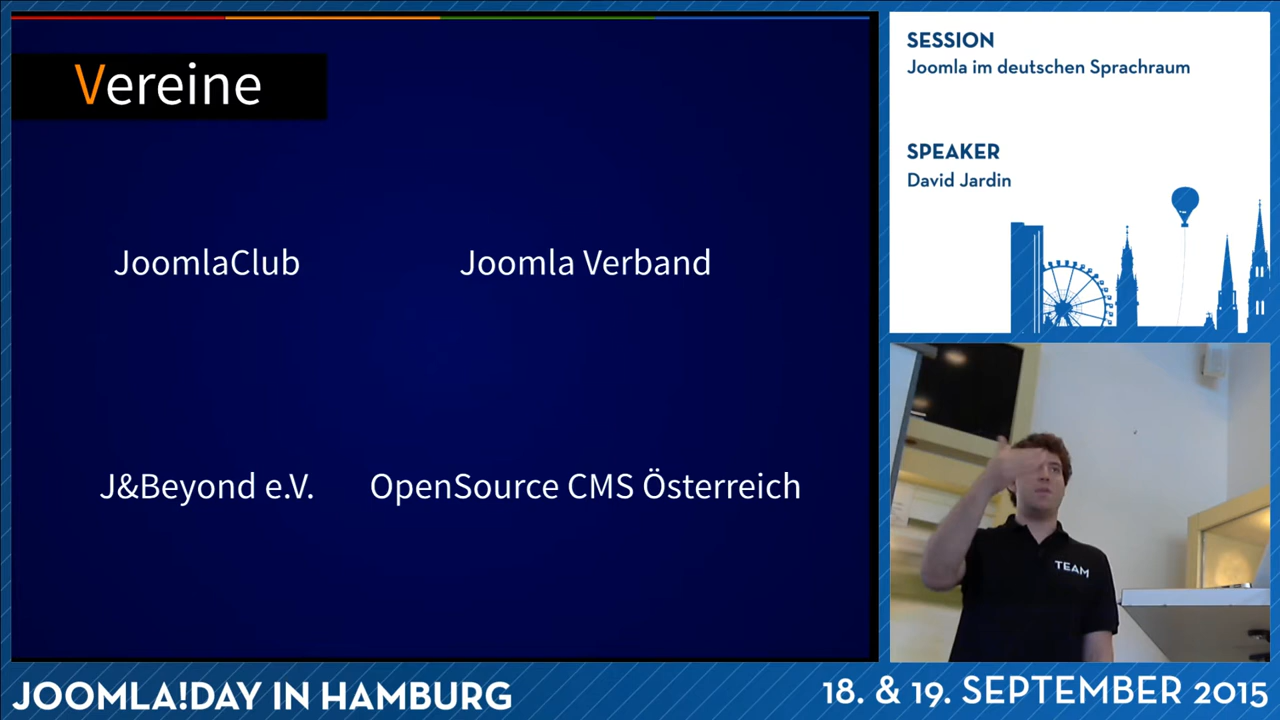 Vereine
JoomlaClub
Joomla Verband
J&Beyond e.V.
OpenSource CMS Österreich
SESSION
Joomla im deutschen Sprachraum
SPEAKER
David Jardin
TEAM
JOOMLA!DAY IN HAMBURG
18. & 19. SEPTEMBER 2015